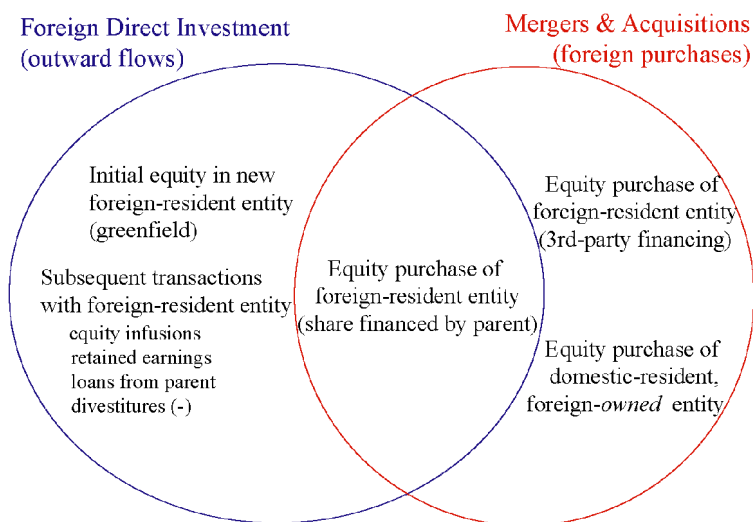 Foreign Direct Investment
(outward flows)
Mergers & Acquisitions
(foreign purchases)
Initial equity in new
foreign-resident entity
(greenfield)
Subsequent transactions
with foreign-resident entity
equity infusions
retained earnings
loans from parent
divestitures (-)
Equity purchase of
foreign-resident entity
(share financed by parent)
Equity purchase of
foreign-resident entity
(3rd-party financing)
Equity purchase of
domestic-resident,
foreign-owned entity